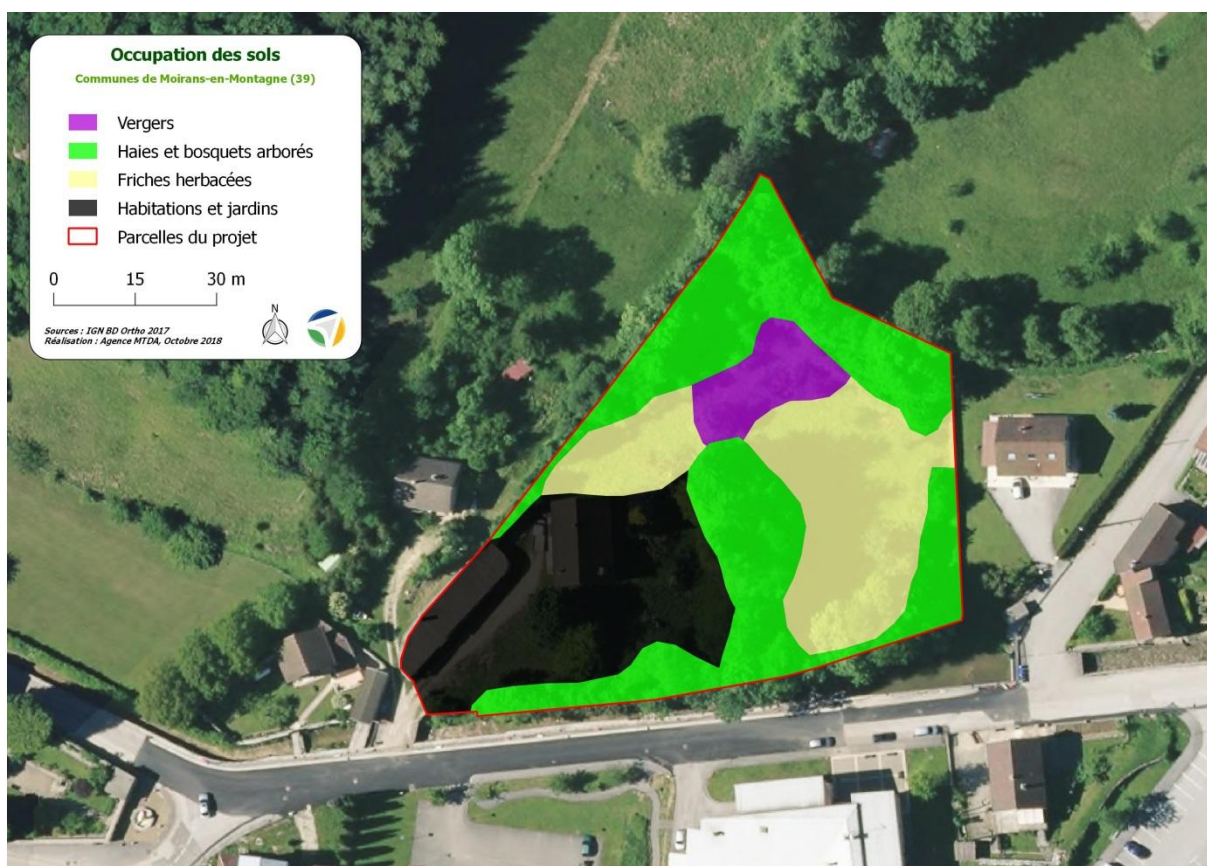 Occupation des sols
Communes de Moirans-en-Montagne (39)
Vergers
Haies et bosquets arborés
Friches herbacées
Habitations et jardins
Parcelles du projet
0 15 30 m
N
Sources : IGN BD Ortho 2017
Réalisation : Agence MTDA, Octobre 2018